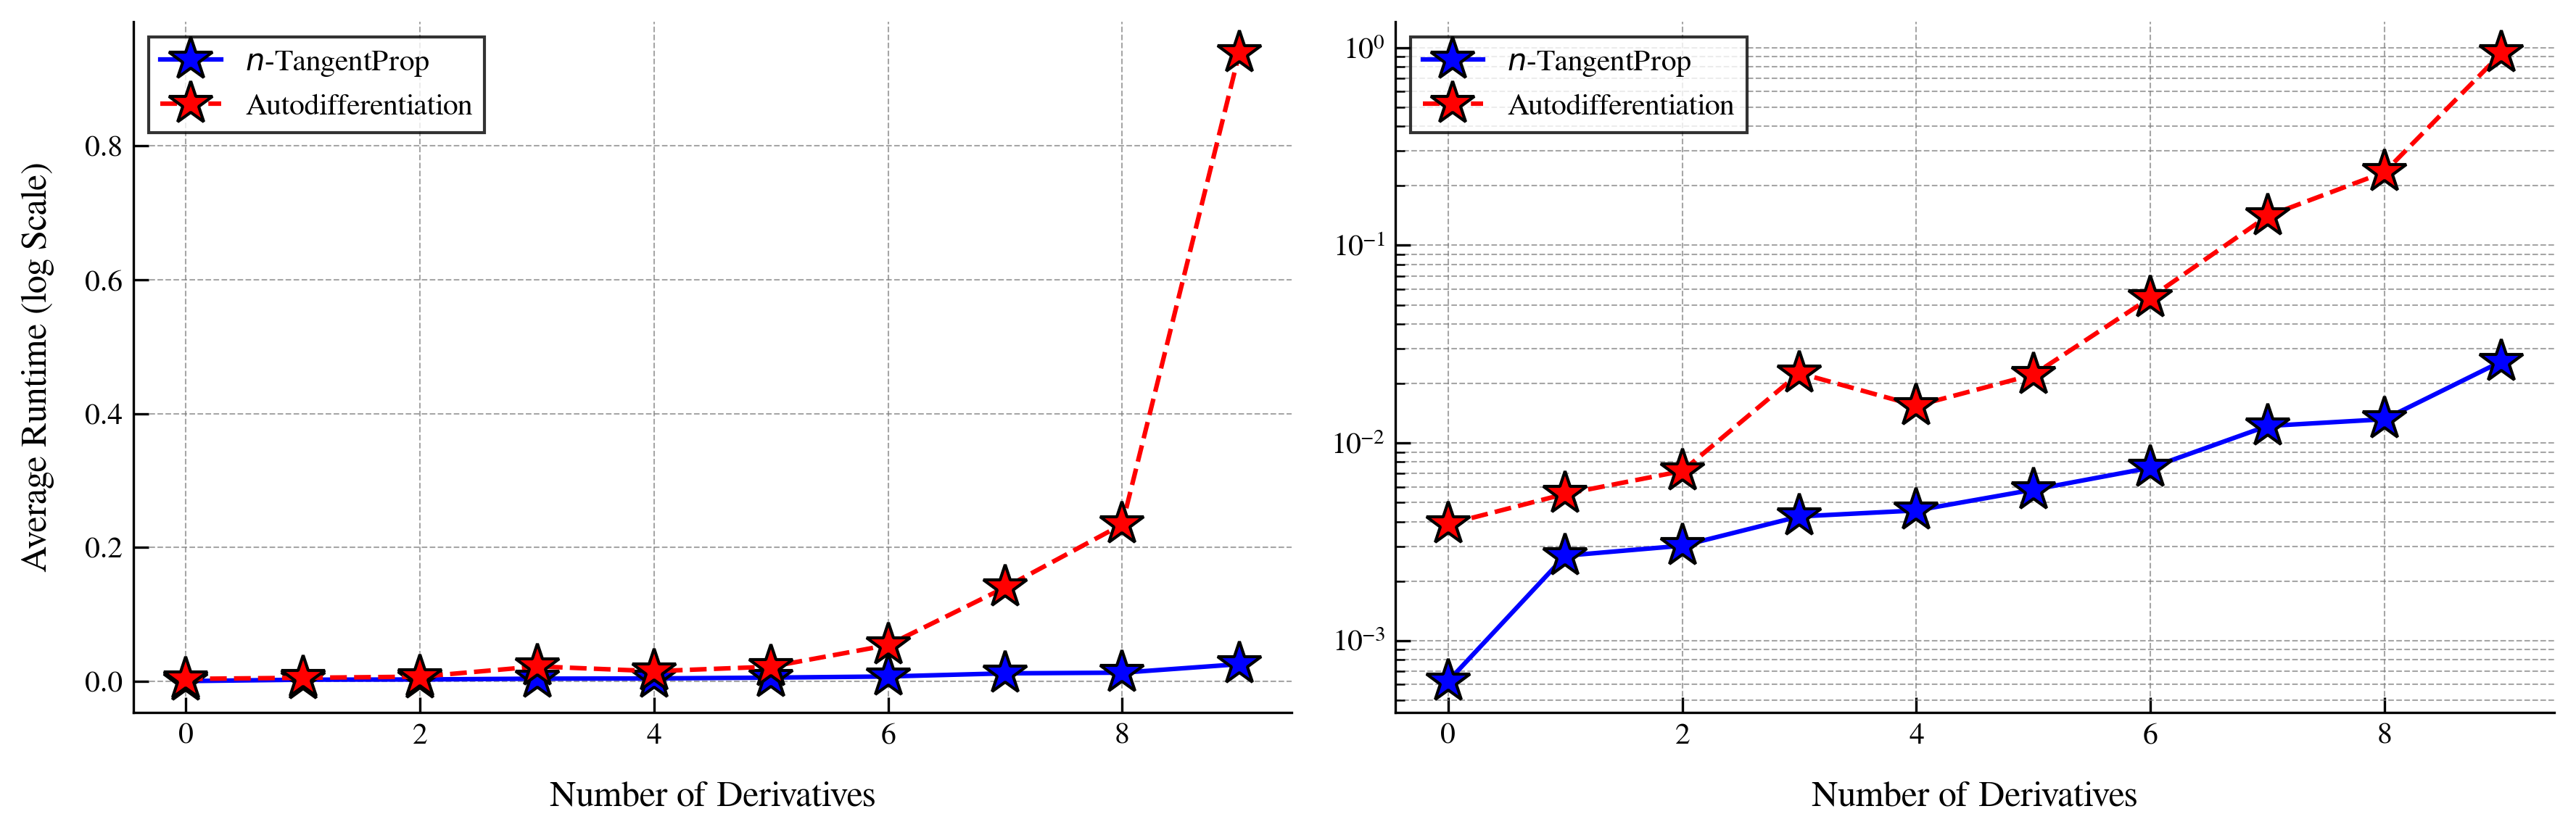 n-TangentProp
Autodifferentiation
Average Runtime (log Scale)
0.8
0.6
0.4
0.2
0.0
0 2 4 6 8
Number of Derivatives
n-TangentProp
Autodifferentiation
10⁰
10⁻¹
10⁻²
10⁻³
0 2 4 6 8
Number of Derivatives